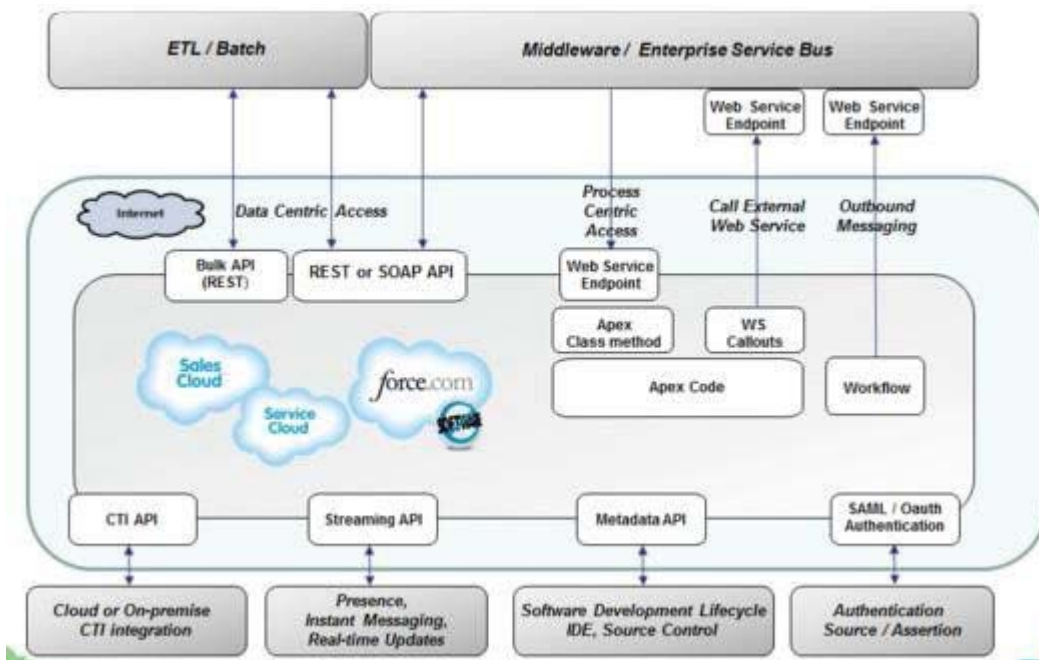 ETL / Batch
Middleware / Enterprise Service Bus
Web Service
Endpoint
Web Service
Endpoint
Internet
Data Centric Access
Process
Centric
Access
Call External
Web Service
Outbound
Messaging
Bulk API
(REST)
REST or SOAP API
Web Service
Endpoint
Apex
Class method
WS
Callouts
Sales
Cloud
force.com
Apex Code
Workflow
Service
Cloud
SOFTWARE
CTI API
Streaming API
Metadata API
SAML / Oauth
Authentication
Cloud or On-premise
CTI integration
Presence,
Instant Messaging,
Real-time Updates
Software Development Lifecycle
IDE, Source Control
Authentication
Source / Assertion